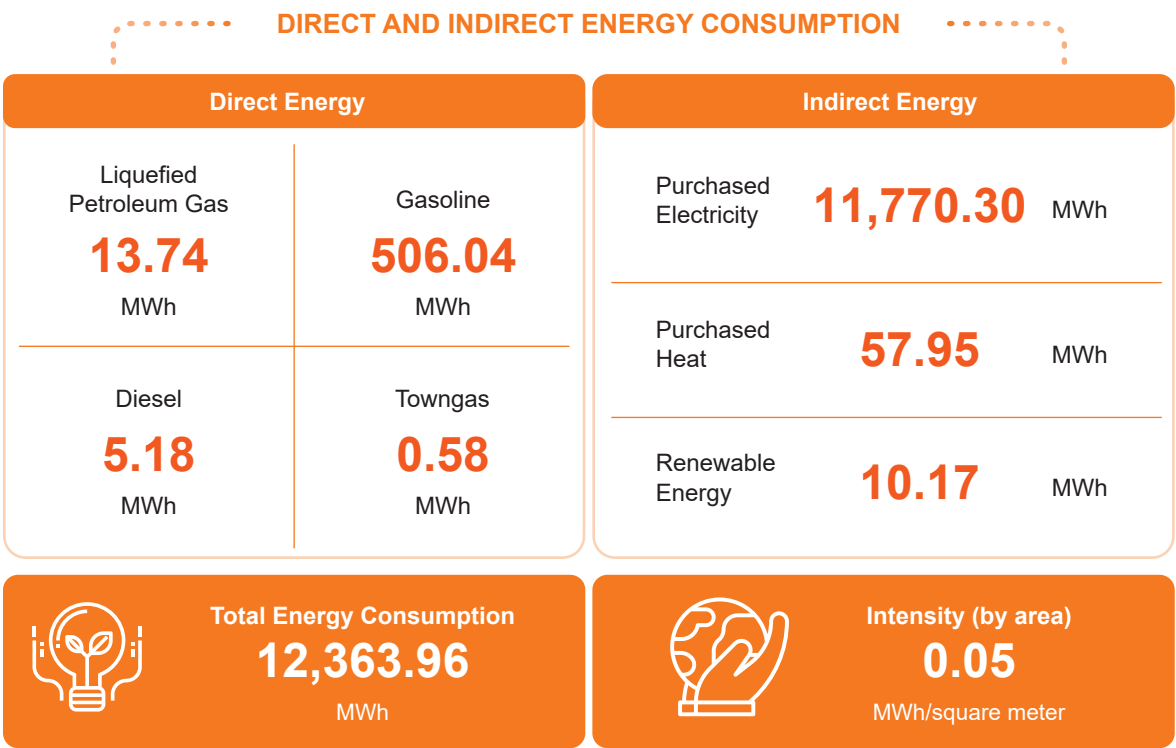 DIRECT AND INDIRECT ENERGY CONSUMPTION
Direct Energy
Liquefied
Petroleum Gas
13.74
MWh
Gasoline
506.04
MWh
Diesel
5.18
MWh
Towngas
0.58
MWh
Indirect Energy
Purchased
Electricity
11,770.30
MWh
Purchased
Heat
57.95
MWh
Renewable
Energy
10.17
MWh
Total Energy Consumption
12,363.96
MWh
Intensity (by area)
0.05
MWh/square meter